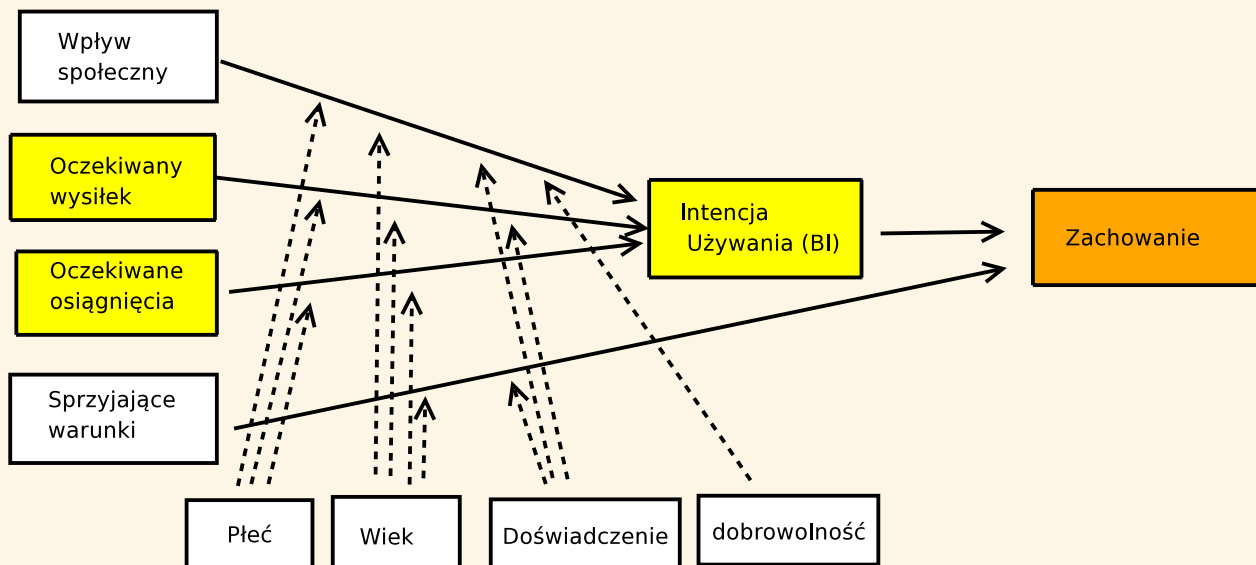 Wpływ
społeczny
Oczekiwany
wysiłek
Oczekiwane
osiągnięcia
Sprzyjające
warunki
Intencja
Używania (BI)
Zachowanie
Płeć
Wiek
Doświadczenie
dobrowolność